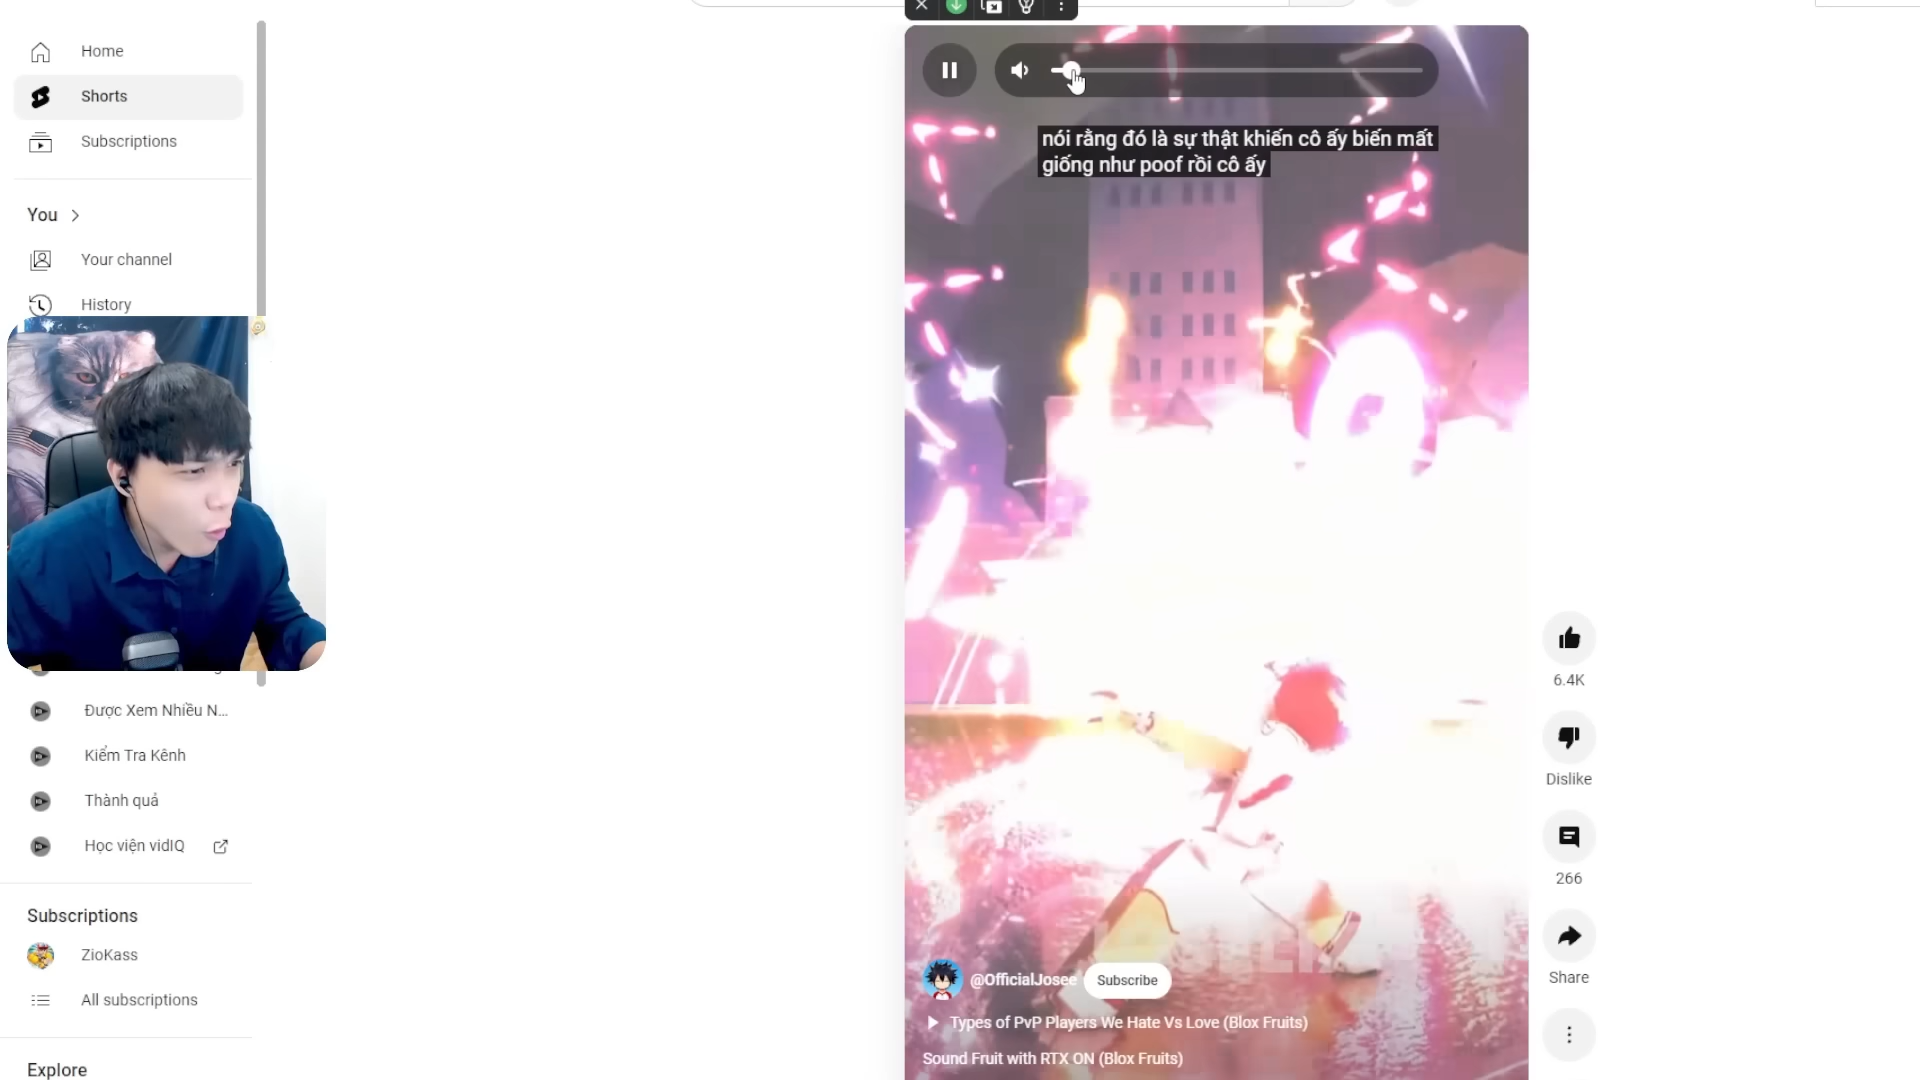 Home
Shorts
Subscriptions
You
Your channel
History
Được Xem Nhiều N...
Kiểm Tra Kênh
Thành quả
Học viện vidIQ
Subscriptions
ZioKass
All subscriptions
Explore
nói rằng đó là sự thật khiến cô ấy biến mất
giống như poof rồi cô ấy
@OfficialJosee
Subscribe
Types of PvP Players We Hate Vs Love (Blox Fruits)
Sound Fruit with RTX ON (Blox Fruits)
6.4K
Dislike
266
Share